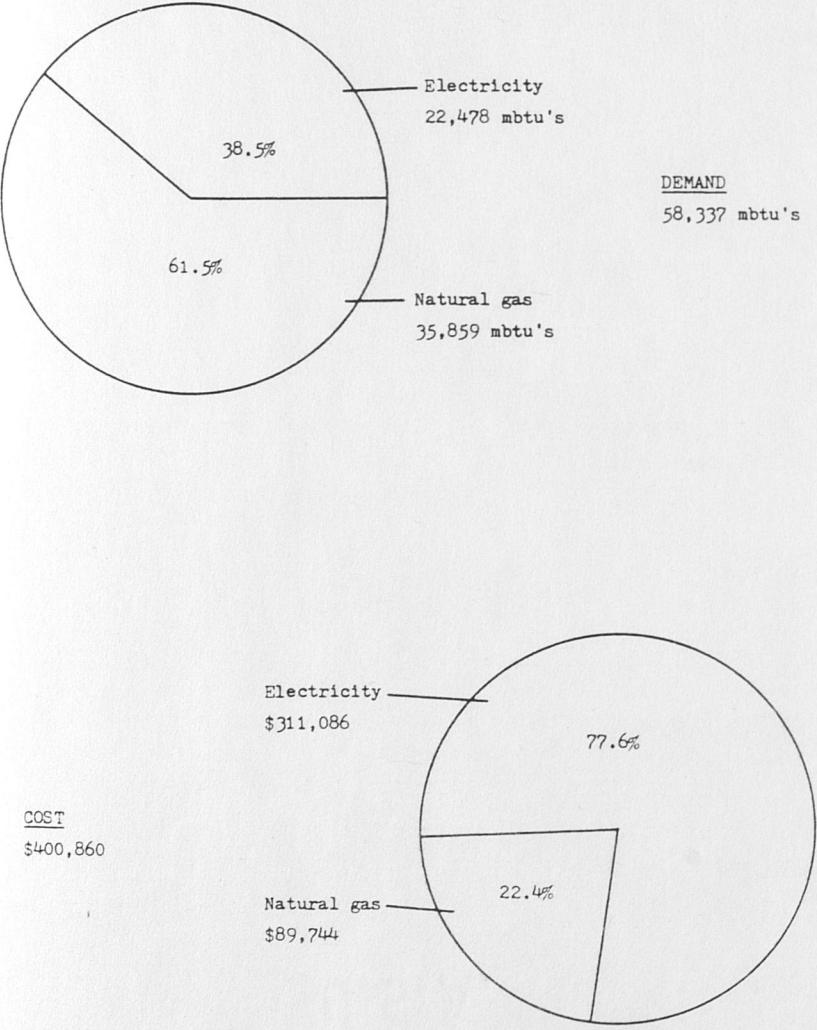 Electricity
22,478 mbtu's
38.5%
DEMAND
58,337 mbtu's
61.5%
Natural gas
35,859 mbtu's
Electricity
$311,086
77.6%
COST
$400,860
22.4%
Natural gas
$89,744